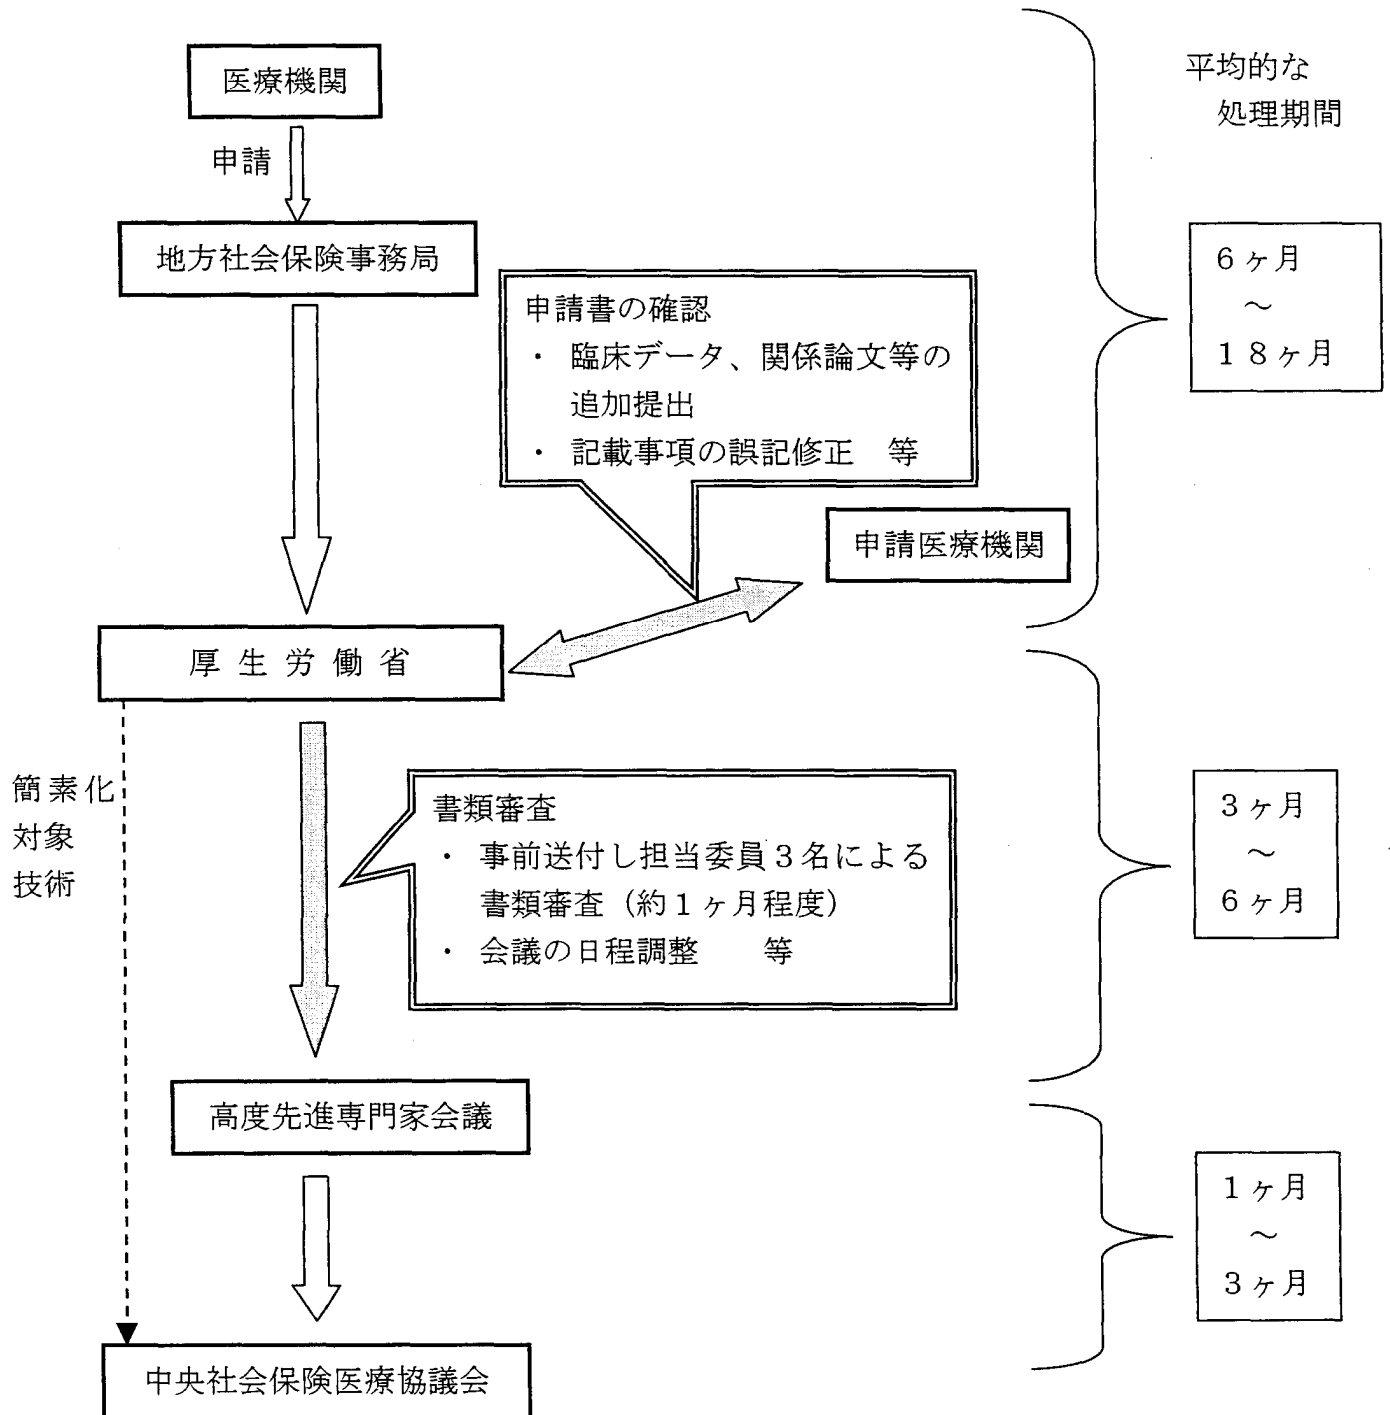 医療機関
平均的な
処理期間
申請
地方社会保険事務局
6ヶ月
～
18ヶ月
申請書の確認
・ 臨床データ、関係論文等の
追加提出
・ 記載事項の誤記修正　等
申請医療機関
厚生労働省
簡素化
対象
技術
書類審査
・ 事前送付し担当委員3名による
書類審査（約1ヶ月程度）
・ 会議の日程調整　　等
3ヶ月
～
6ヶ月
高度先進専門家会議
1ヶ月
～
3ヶ月
中央社会保険医療協議会